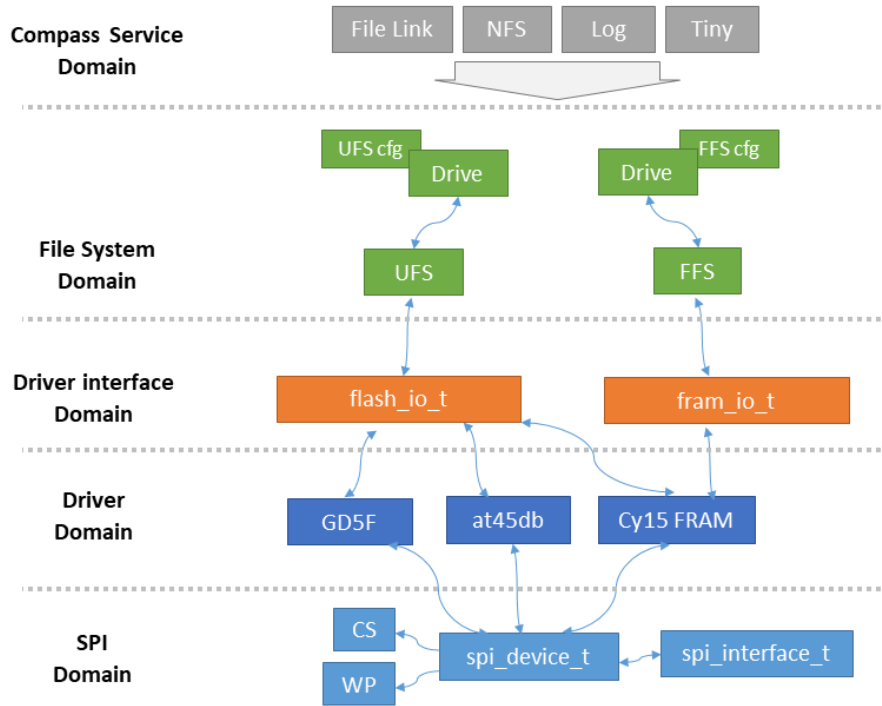 Compass Service
Domain
File Link
NFS
Log
Tiny
UFS cfg
Drive
FFS cfg
Drive
File System
Domain
UFS
FFS
Driver interface
Domain
flash_io_t
fram_io_t
Driver
Domain
GD5F
at45db
Cy15 FRAM
SPI
Domain
CS
WP
spi_device_t
spi_interface_t